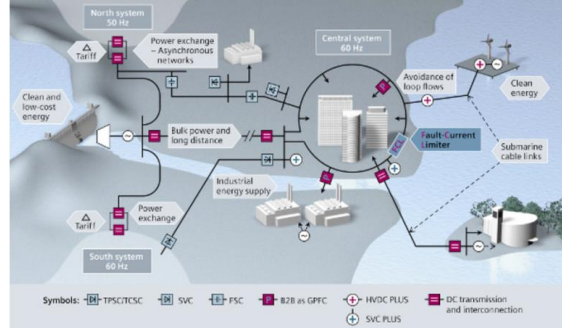 North system
50 Hz
Tariff
Power exchange
– Asynchronous
networks
Central system
60 Hz
Avoidance of
loop flows
Clean
energy
Clean and
low-cost
energy
Bulk power and
long distance
FCL
Fault-Current
Limiter
Submarine
cable links
Industrial
energy supply
Tariff
Power
exchange
South system
60 Hz
Symbols:
TPSC/TCSC
SVC
FSC
B2B as GPFC
HVDC PLUS
SVC PLUS
DC transmission
and interconnection